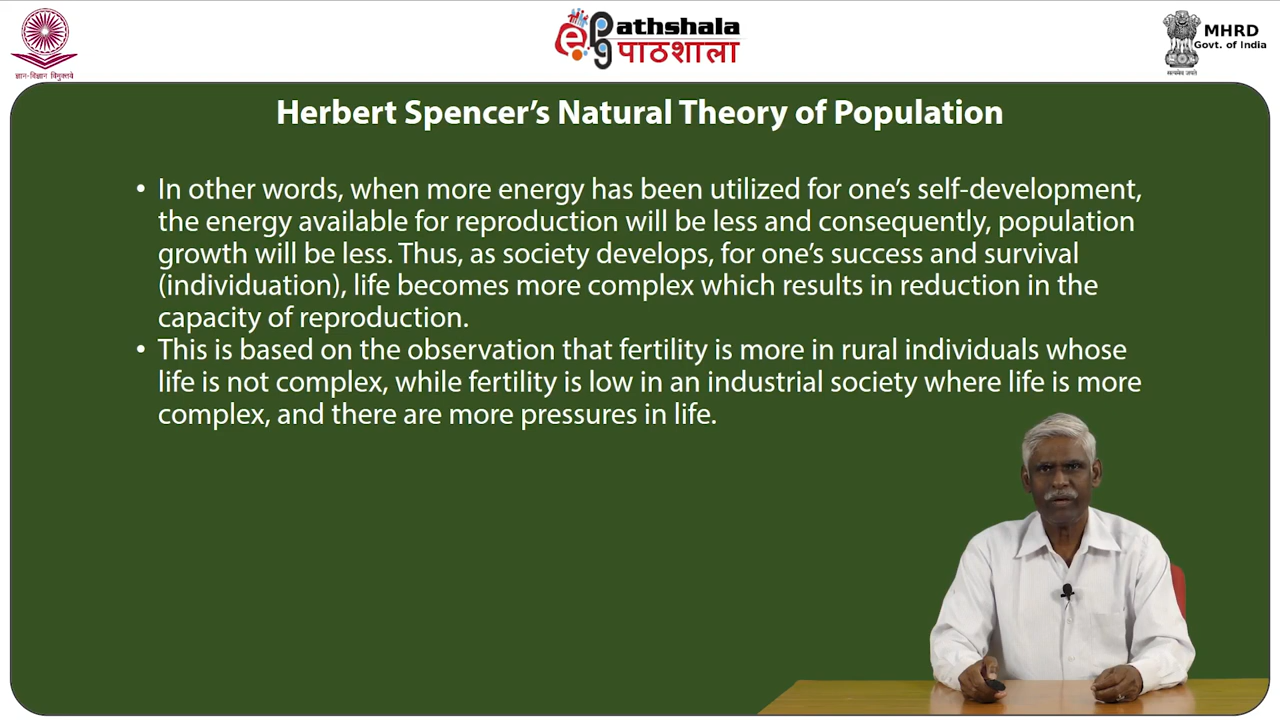 ePG Pathshala
पाठशाला
MHRD
Govt. of India
ज्ञान-विज्ञान विमुक्तये
सत्यमेव जयते
Herbert Spencer’s Natural Theory of Population
• In other words, when more energy has been utilized for one’s self-development,
the energy available for reproduction will be less and consequently, population
growth will be less. Thus, as society develops, for one’s success and survival
(individuation), life becomes more complex which results in reduction in the
capacity of reproduction.
• This is based on the observation that fertility is more in rural individuals whose
life is not complex, while fertility is low in an industrial society where life is more
complex, and there are more pressures in life.